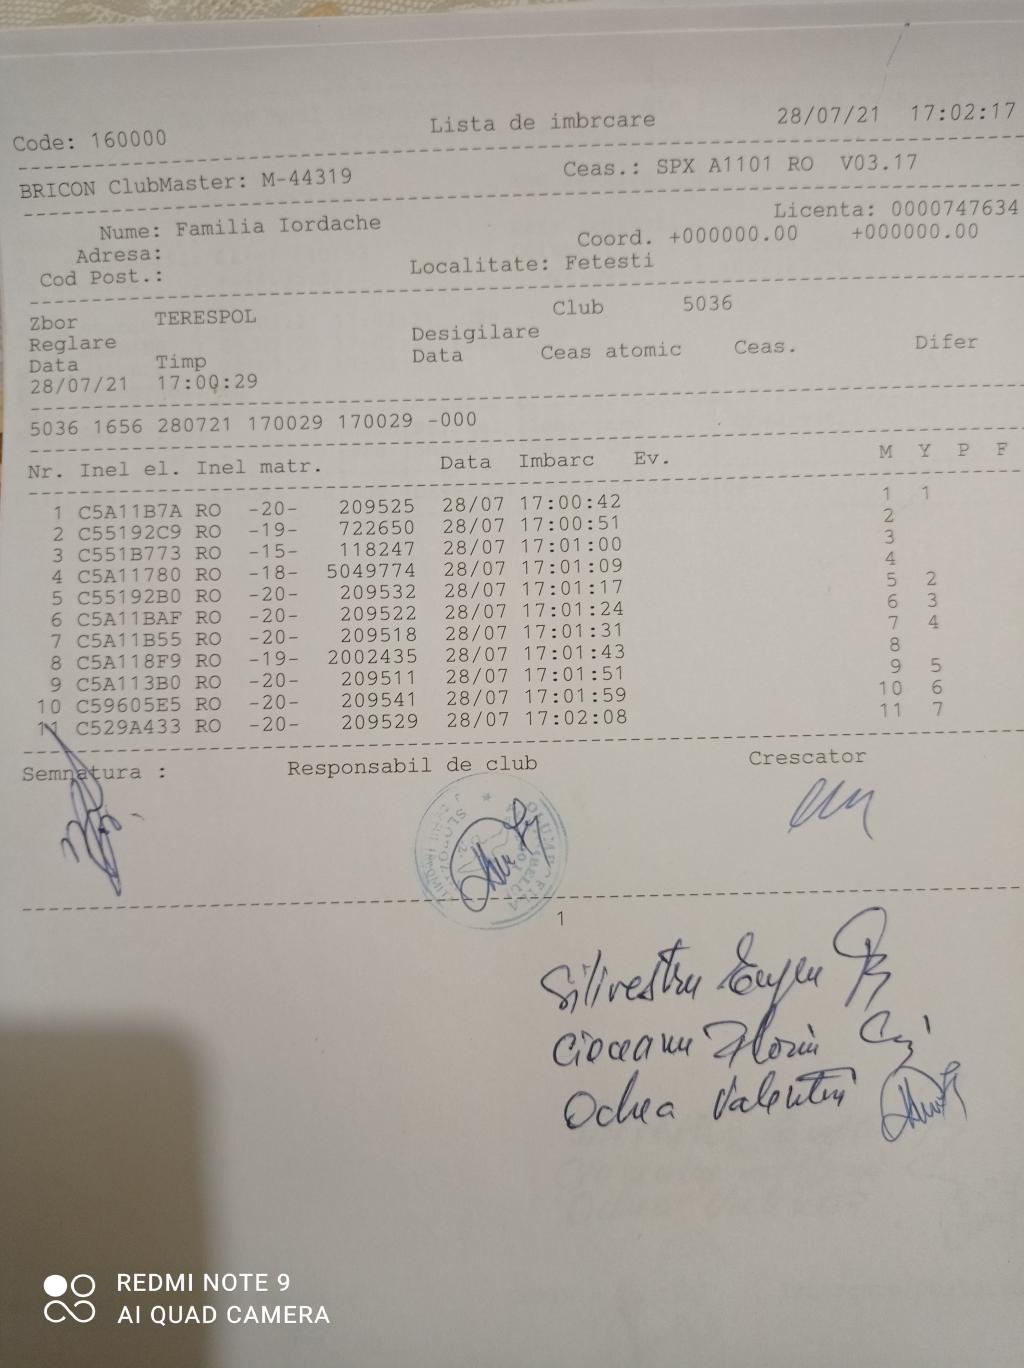 Code: 160000 Lista de imbrcare 28/07/21 17:02:17
BRICON ClubMaster: M-44319 Ceas.: SPX A1101 RO V03.17
Nume: Familia Iordache Licenta: 0000747634
Adresa: Coord. +000000.00 +000000.00
Cod Post.: Localitate: Fetesti
Zbor TERESPOL Club 5036
Reglare Desigilare
Data Timp Data Ceas atomic Ceas. Difer
28/07/21 17:00:29
5036 1656 280721 170029 170029 -000
Nr. Inel el. Inel matr. Data Imbarc Ev. M Y P F
1 C5A11B7A RO -20- 209525 28/07 17:00:42 1 1
2 C55192C9 RO -19- 722650 28/07 17:00:51 2
3 C551B773 RO -15- 118247 28/07 17:01:00 3
4 C5A11780 RO -18- 5049774 28/07 17:01:09 4
5 C55192B0 RO -20- 209532 28/07 17:01:17 5 2
6 C5A11BAF RO -20- 209522 28/07 17:01:24 6 3
7 C5A11B55 RO -20- 209518 28/07 17:01:31 7 4
8 C5A118F9 RO -19- 2002435 28/07 17:01:43 8
9 C5A113B0 RO -20- 209511 28/07 17:01:51 9 5
10 C59605E5 RO -20- 209541 28/07 17:01:59 10 6
11 C529A433 RO -20- 209529 28/07 17:02:08 11 7
Semnatura : Responsabil de club Crescator
1
Silivestru Eugen
Cioceanu Florin
Ochea Valentin
REDMI NOTE 9
AI QUAD CAMERA